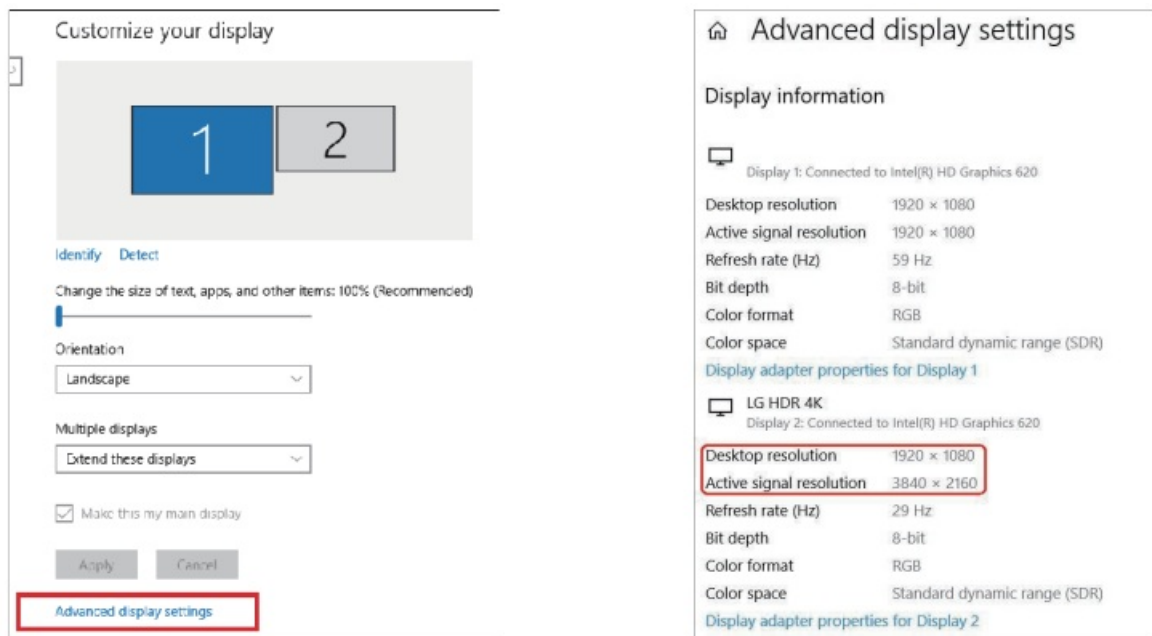 Customize your display
1
2
Identify Detect
Change the size of text, apps, and other items: 100% (Recommended)
Orientation
Landscape
Multiple displays
Extend these displays
Make this my main display
Apply Cancel
Advanced display settings
Advanced display settings
Display information
Display 1: Connected to Intel(R) HD Graphics 620
Desktop resolution 1920 × 1080
Active signal resolution 1920 × 1080
Refresh rate (Hz) 59 Hz
Bit depth 8-bit
Color format RGB
Color space Standard dynamic range (SDR)
Display adapter properties for Display 1
LG HDR 4K
Display 2: Connected to Intel(R) HD Graphics 620
Desktop resolution 1920 × 1080
Active signal resolution 3840 × 2160
Refresh rate (Hz) 29 Hz
Bit depth 8-bit
Color format RGB
Color space Standard dynamic range (SDR)
Display adapter properties for Display 2